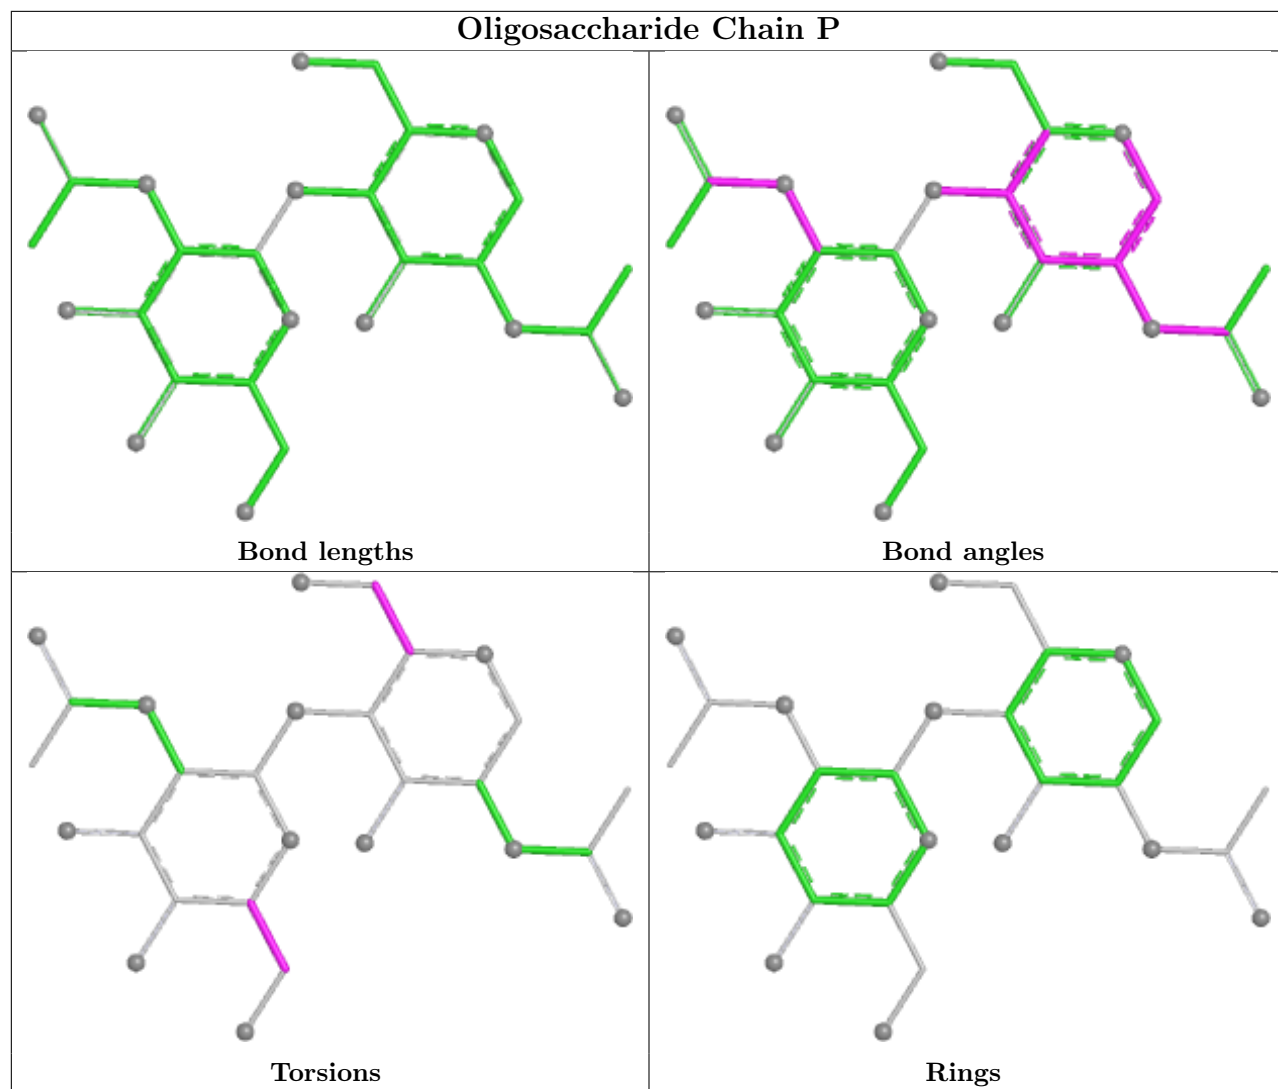 Oligosaccharide Chain P
Bond lengths
Bond angles
Torsions
Rings